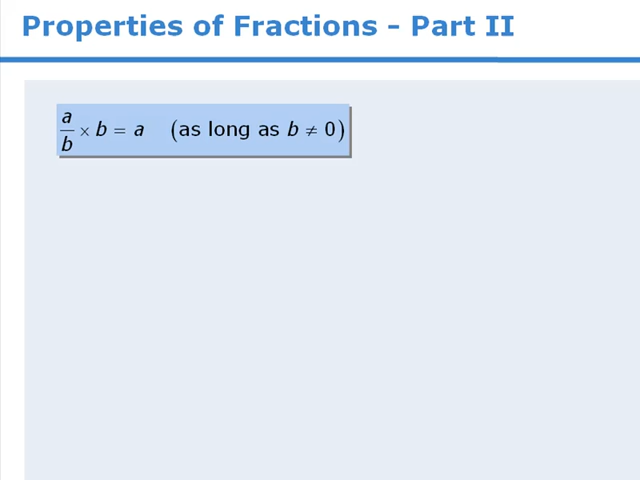 Properties of Fractions – Part II
a/b × b = a (as long as b ≠ 0)